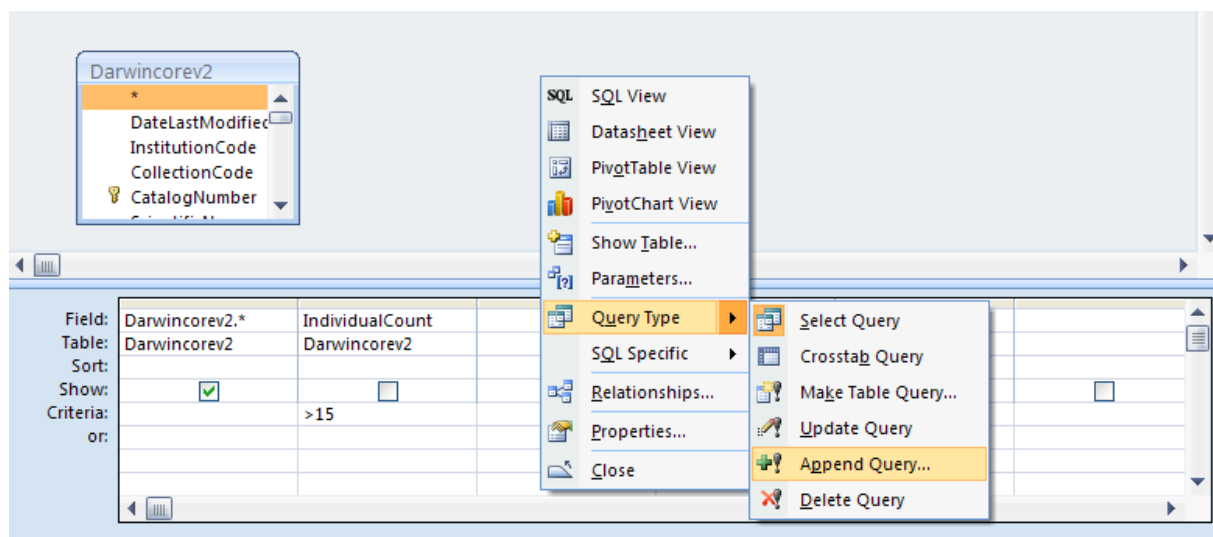 Darwincorev2
*
DateLastModified
InstitutionCode
CollectionCode
CatalogNumber
SQL SQL View
Datasheet View
PivotTable View
PivotChart View
Show Table...
[?] Parameters...
Query Type
SQL Specific
Relationships...
Properties...
Close
Select Query
Crosstab Query
Make Table Query...
Update Query
Append Query...
Delete Query
Field: Darwincorev2.* IndividualCount
Table: Darwincorev2 Darwincorev2
Sort:
Show:
Criteria: >15
or: